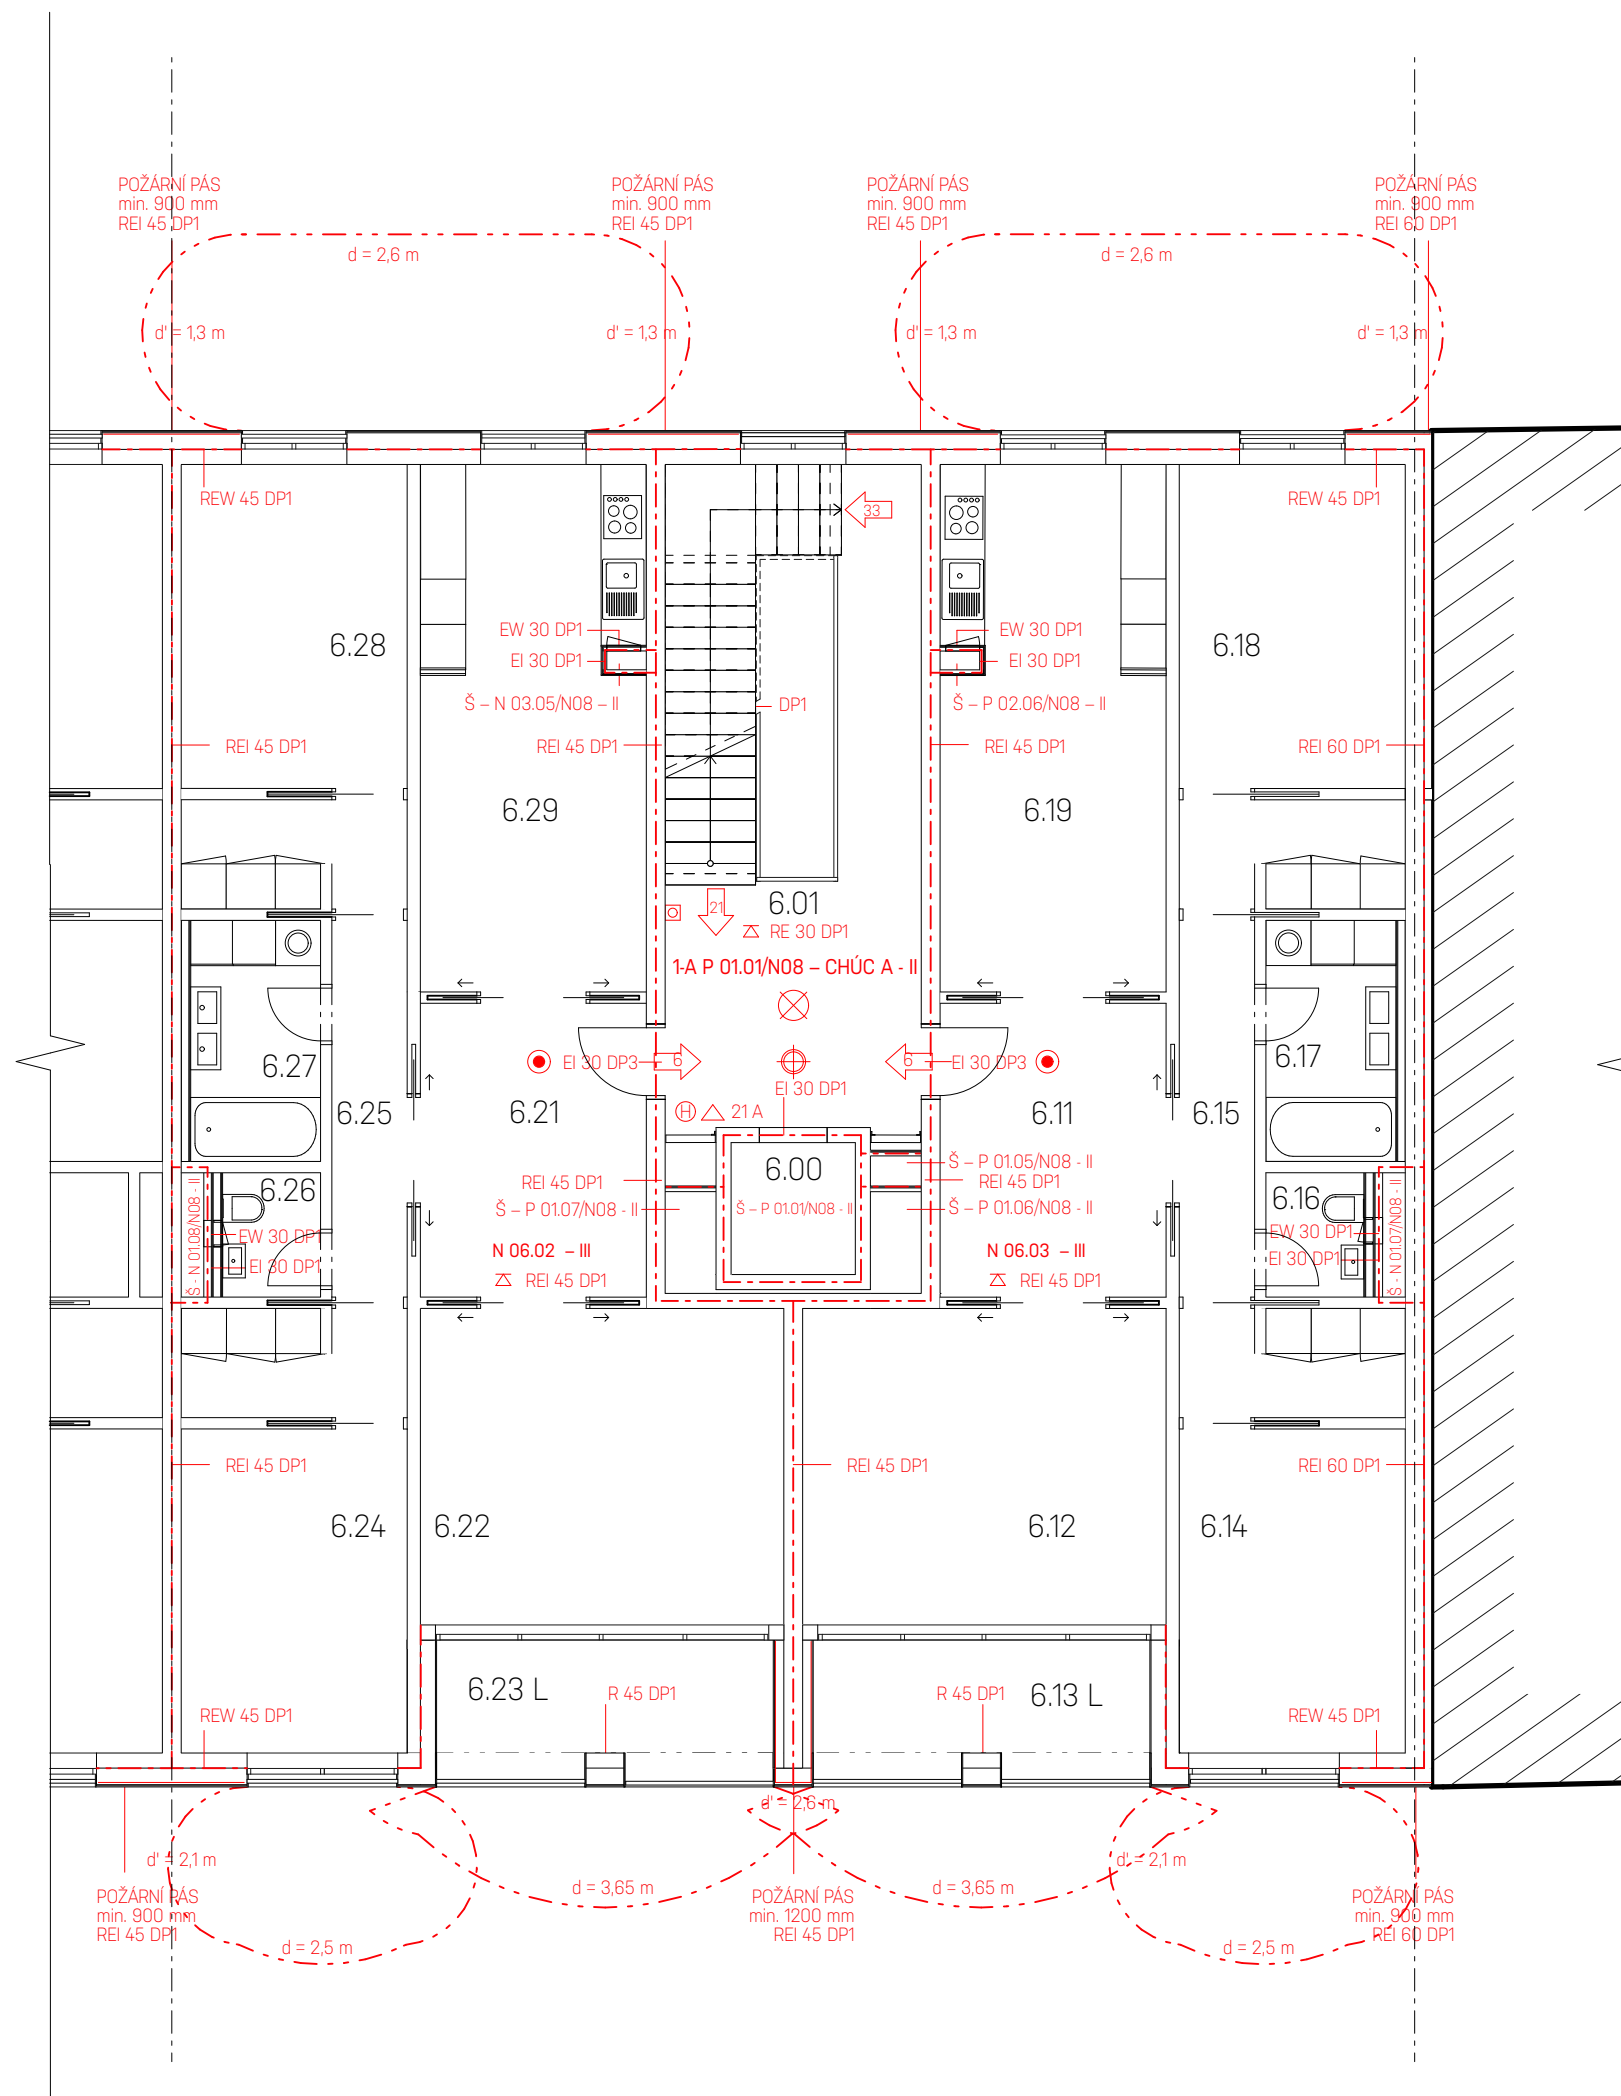 POŽÁRNÍ PÁS
min. 900 mm
REI 45 DP1
POŽÁRNÍ PÁS
min. 900 mm
REI 45 DP1
POŽÁRNÍ PÁS
min. 900 mm
REI 45 DP1
POŽÁRNÍ PÁS
min. 900 mm
REI 60 DP1
d = 2,6 m
d = 2,6 m
d' = 1,3 m
d' = 1,3 m
d' = 1,3 m
d' = 1,3 m
REW 45 DP1
33
REW 45 DP1
6.28
EW 30 DP1
EI 30 DP1
Š – N 03.05/N08 – II
DP1
EW 30 DP1
EI 30 DP1
Š – P 02.06/N08 – II
6.18
REI 45 DP1
REI 45 DP1
REI 45 DP1
REI 60 DP1
6.29
6.19
21
6.01
RE 30 DP1
1-A P 01.01/N08 – CHÚC A - II
6.27
EI 30 DP3
6
6
EI 30 DP3
6.17
EI 30 DP1
6.25
6.21
H
21 A
6.11
6.15
6.00
Š – P 01.05/N08 - II
REI 45 DP1
REI 45 DP1
6.26
Š – P 01.07/N08 - II
Š – P 01.01/N08 - II
Š – P 01.06/N08 - II
6.16
Š - N 01.08/N08 - II
EW 30 DP1
EI 30 DP1
N 06.02 – III
REI 45 DP1
N 06.03 – III
REI 45 DP1
EW 30 DP1
EI 30 DP1
Š - N 01.07/N08 - II
REI 45 DP1
REI 45 DP1
REI 60 DP1
6.24
6.22
6.12
6.14
6.23 L
R 45 DP1
R 45 DP1
6.13 L
REW 45 DP1
REW 45 DP1
d' = 2,6 m
d' = 2,1 m
d' = 2,1 m
d = 3,65 m
d = 3,65 m
POŽÁRNÍ PÁS
min. 900 mm
REI 45 DP1
POŽÁRNÍ PÁS
min. 1200 mm
REI 45 DP1
POŽÁRNÍ PÁS
min. 900 mm
REI 60 DP1
d = 2,5 m
d = 2,5 m